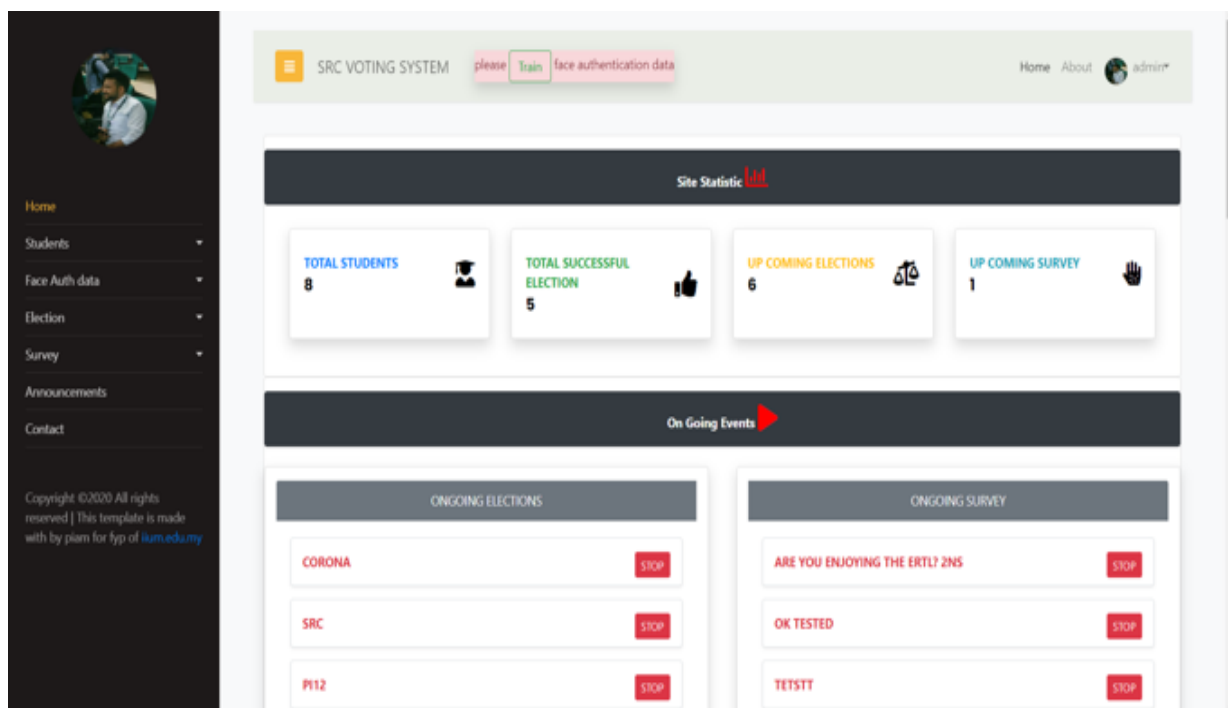 SRC VOTING SYSTEM
please Train face authentication data
Home About admin
Home
Students
Face Auth data
Election
Survey
Announcements
Contact
Copyright ©2020 All rights
reserved | This template is made
with by piam for fyp of iium.edu.my
Site Statistic
TOTAL STUDENTS
8
TOTAL SUCCESSFUL
ELECTION
5
UP COMING ELECTIONS
6
UP COMING SURVEY
1
On Going Events
ONGOING ELECTIONS
CORONA STOP
SRC STOP
PI12 STOP
ONGOING SURVEY
ARE YOU ENJOYING THE ERTL? 2NS STOP
OK TESTED STOP
TETSTT STOP